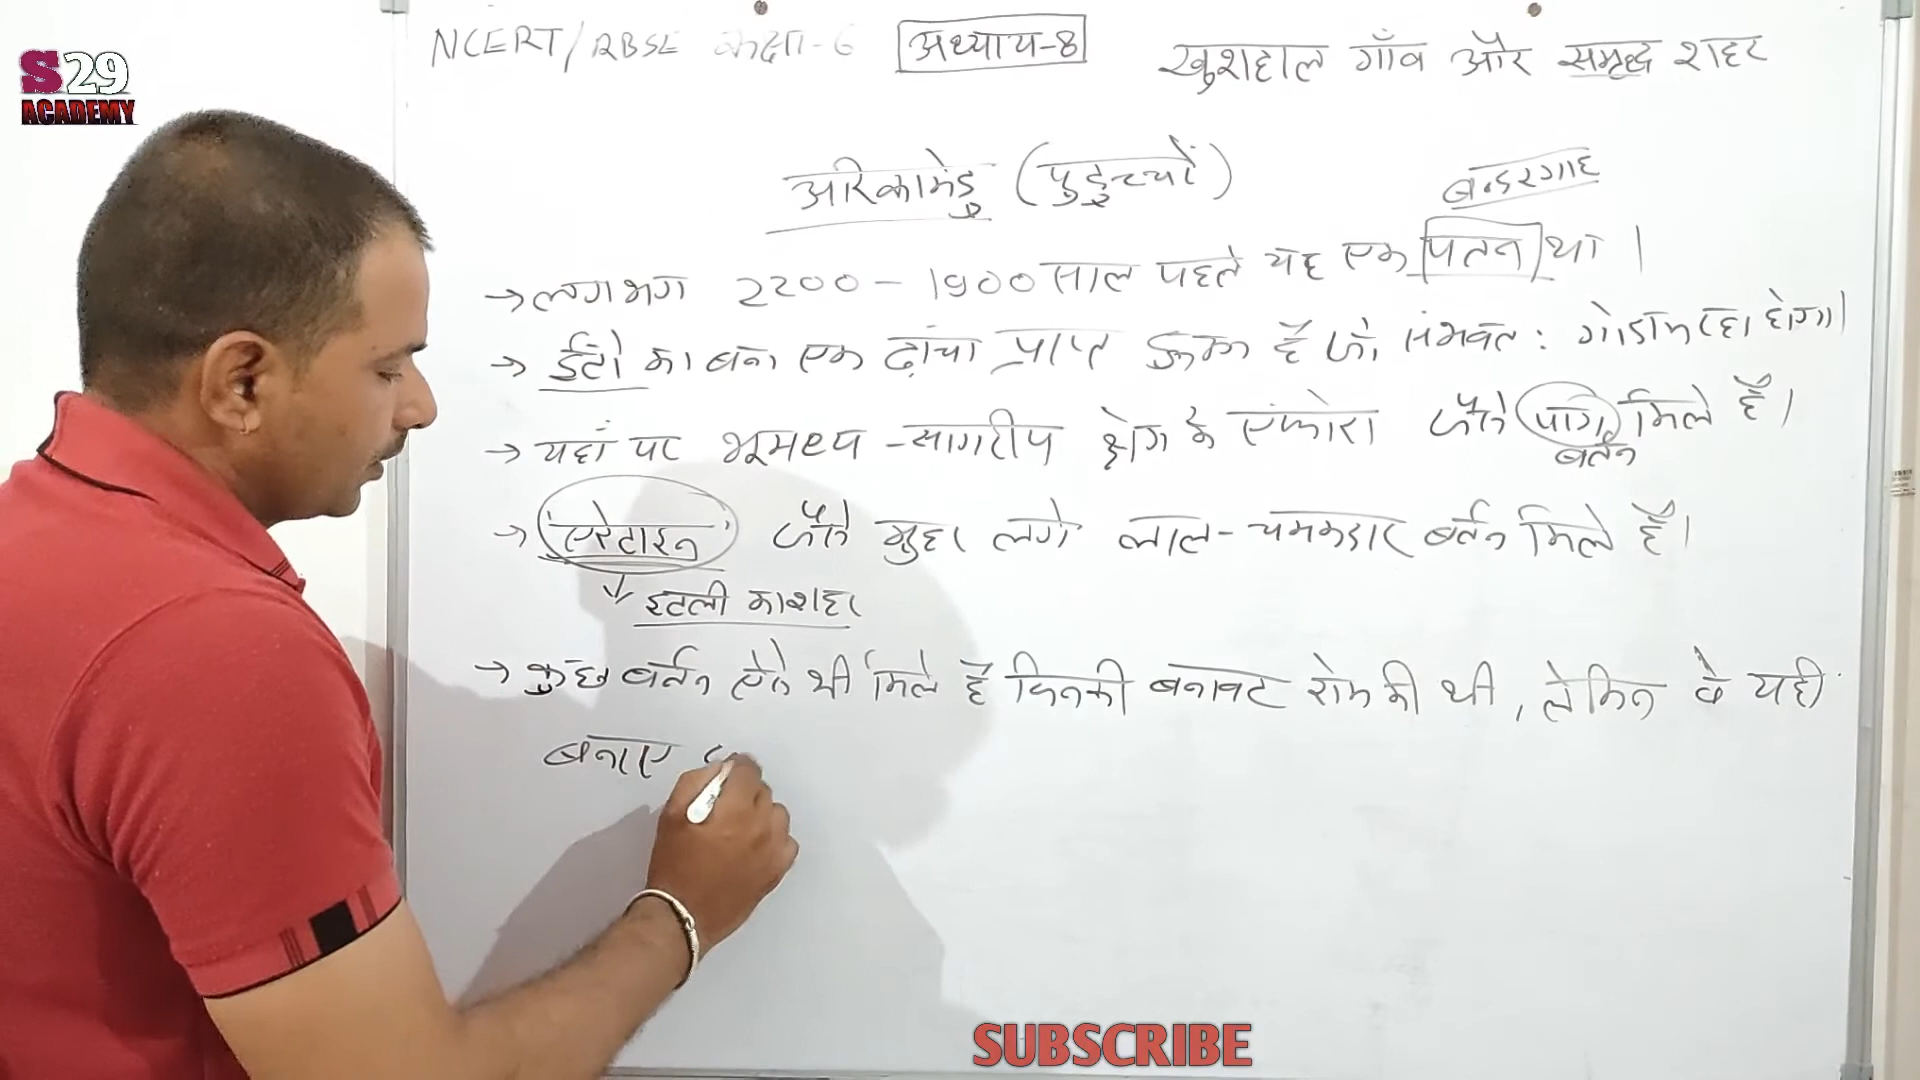 S29
ACADEMY
NCERT/RBSE कक्षा-6 अध्याय-8 खुशहाल गाँव और समृद्ध शहर
अरिकामेडु (पुडुच्चेरी)
बन्दरगाह
→ लगभग 2200-1900 साल पहले यह एक पतन था।
→ ईंटो का बना एक ढ़ांचा प्राप्त हुआ है जो संभवत: गोदाम रहा होगा।
→ यहां पर भूमध्य-सागरीय क्षेत्र के एंफोरा जैसे पात्र मिले है।
बर्तन
→ 'एरेटाइन' जैसे मुहर लगे लाल-चमकदार बर्तन मिले है।
इटली का शहर
→ कुछ बर्तन ऐसे भी मिले है जिनकी बनावट रोम की थी, लेकिन वे यही
बनाए
SUBSCRIBE